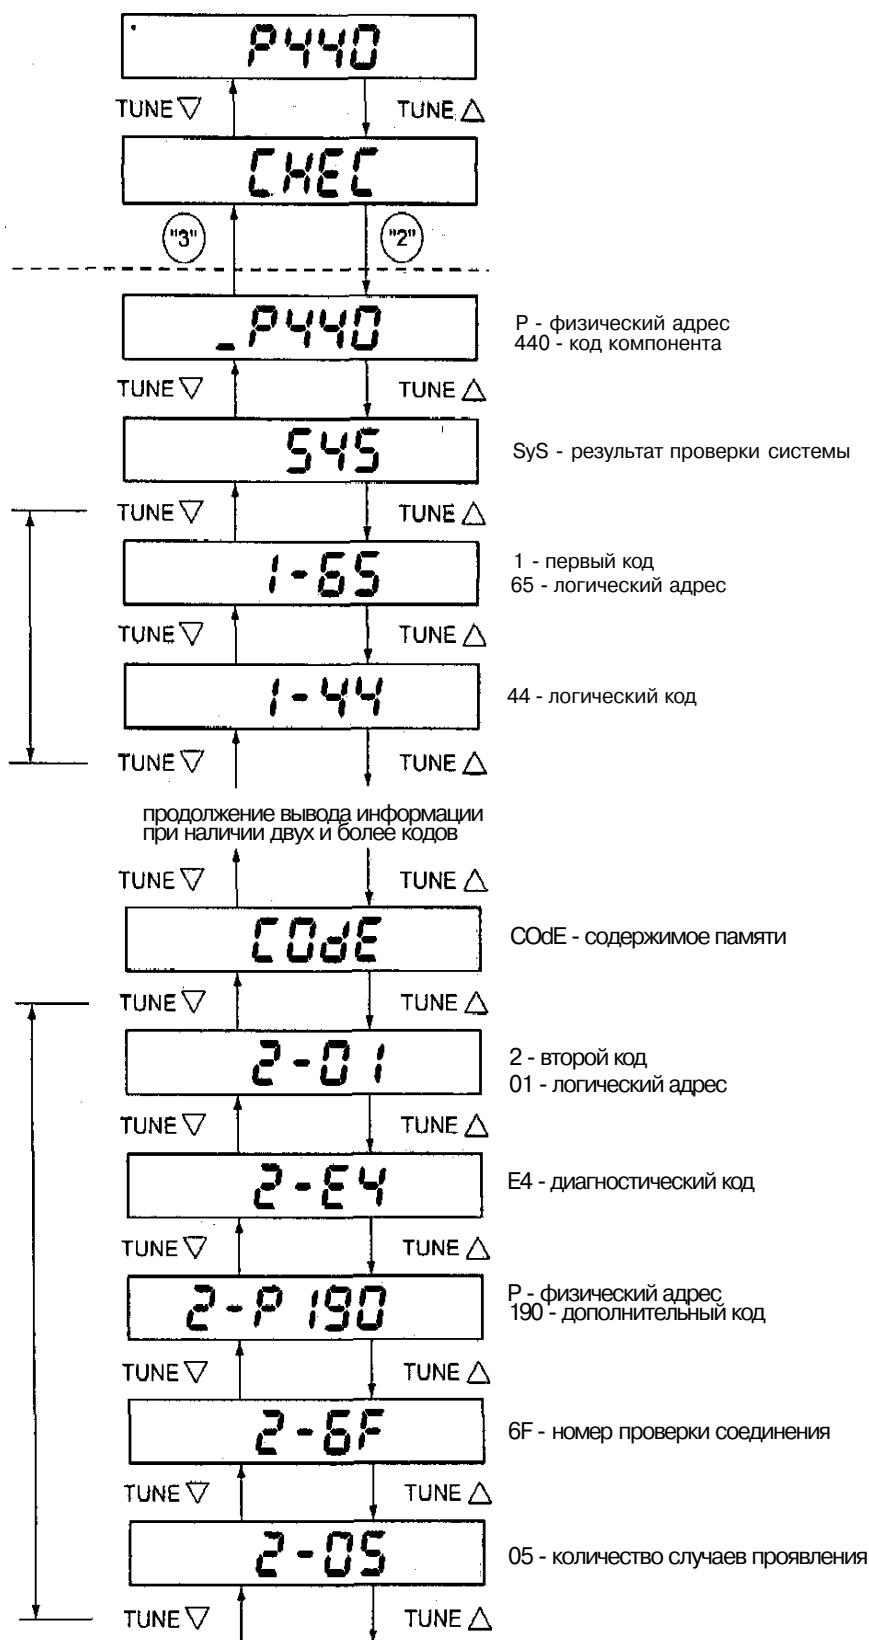 P440
TUNE ▽ TUNE △
CHEC
"3" "2"
_P440
P - физический адрес
440 - код компонента
TUNE ▽ TUNE △
SYS
SyS - результат проверки системы
TUNE ▽ TUNE △
1-65
1 - первый код
65 - логический адрес
TUNE ▽ TUNE △
1-44
44 - логический код
TUNE ▽ TUNE △
продолжение вывода информации
при наличии двух и более кодов
TUNE ▽ TUNE △
COdE
COdE - содержимое памяти
TUNE ▽ TUNE △
2-01
2 - второй код
01 - логический адрес
TUNE ▽ TUNE △
2-E4
E4 - диагностический код
TUNE ▽ TUNE △
2-P190
P - физический адрес
190 - дополнительный код
TUNE ▽ TUNE △
2-6F
6F - номер проверки соединения
TUNE ▽ TUNE △
2-05
05 - количество случаев проявления
TUNE ▽ TUNE △